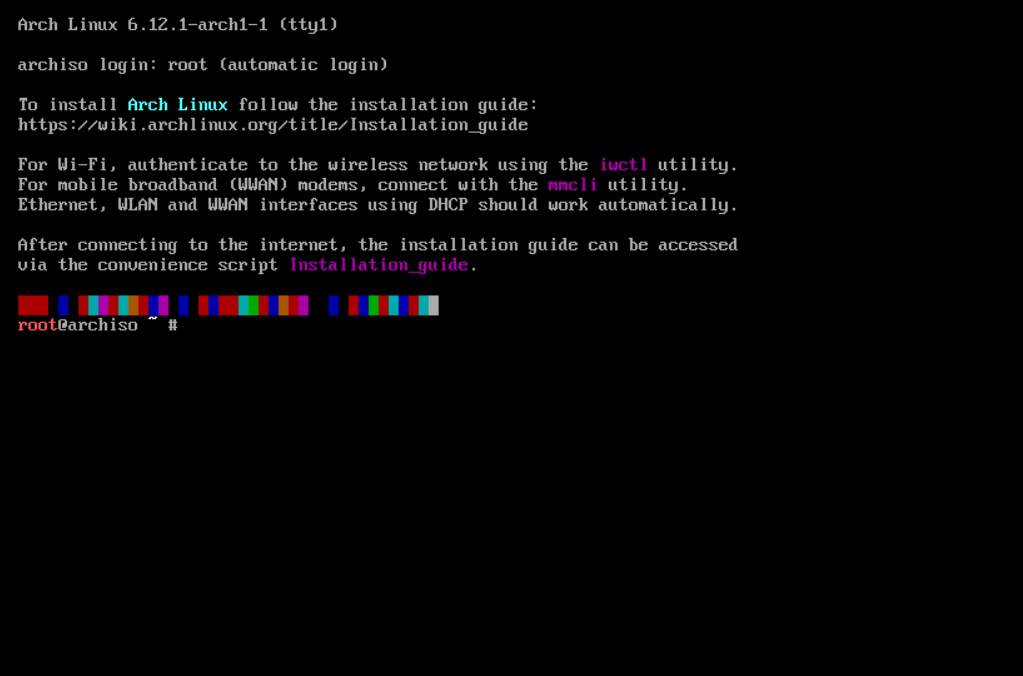 Arch Linux 6.12.1-arch1-1 (tty1)
archiso login: root (automatic login)
To install Arch Linux follow the installation guide:
https://wiki.archlinux.org/title/Installation_guide
For Wi-Fi, authenticate to the wireless network using the iwctl utility.
For mobile broadband (WWAN) modems, connect with the mmcli utility.
Ethernet, WLAN and WWAN interfaces using DHCP should work automatically.
After connecting to the internet, the installation guide can be accessed
via the convenience script Installation_guide.
root@archiso ~ #